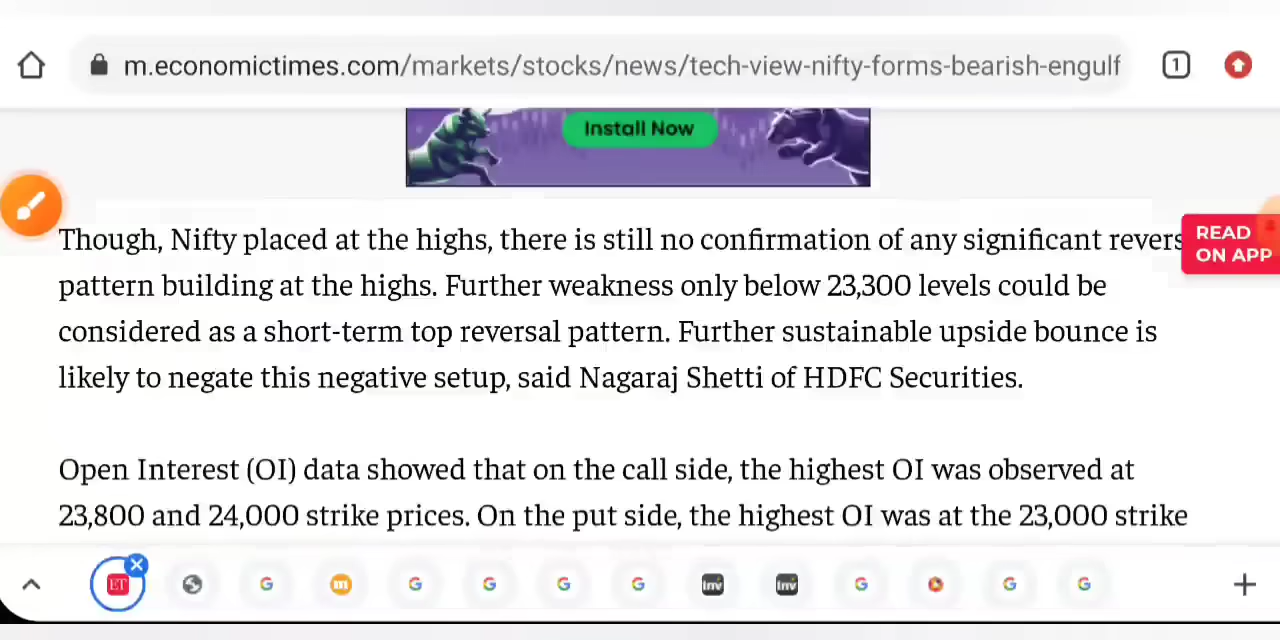 m.economictimes.com/markets/stocks/news/tech-view-nifty-forms-bearish-engulf
1
Install Now
Though, Nifty placed at the highs, there is still no confirmation of any significant revers
READ
ON APP
pattern building at the highs. Further weakness only below 23,300 levels could be
considered as a short-term top reversal pattern. Further sustainable upside bounce is
likely to negate this negative setup, said Nagaraj Shetti of HDFC Securities.
Open Interest (OI) data showed that on the call side, the highest OI was observed at
23,800 and 24,000 strike prices. On the put side, the highest OI was at the 23,000 strike
ET
G
m
G
G
G
G
Inv
Inv
G
G
G